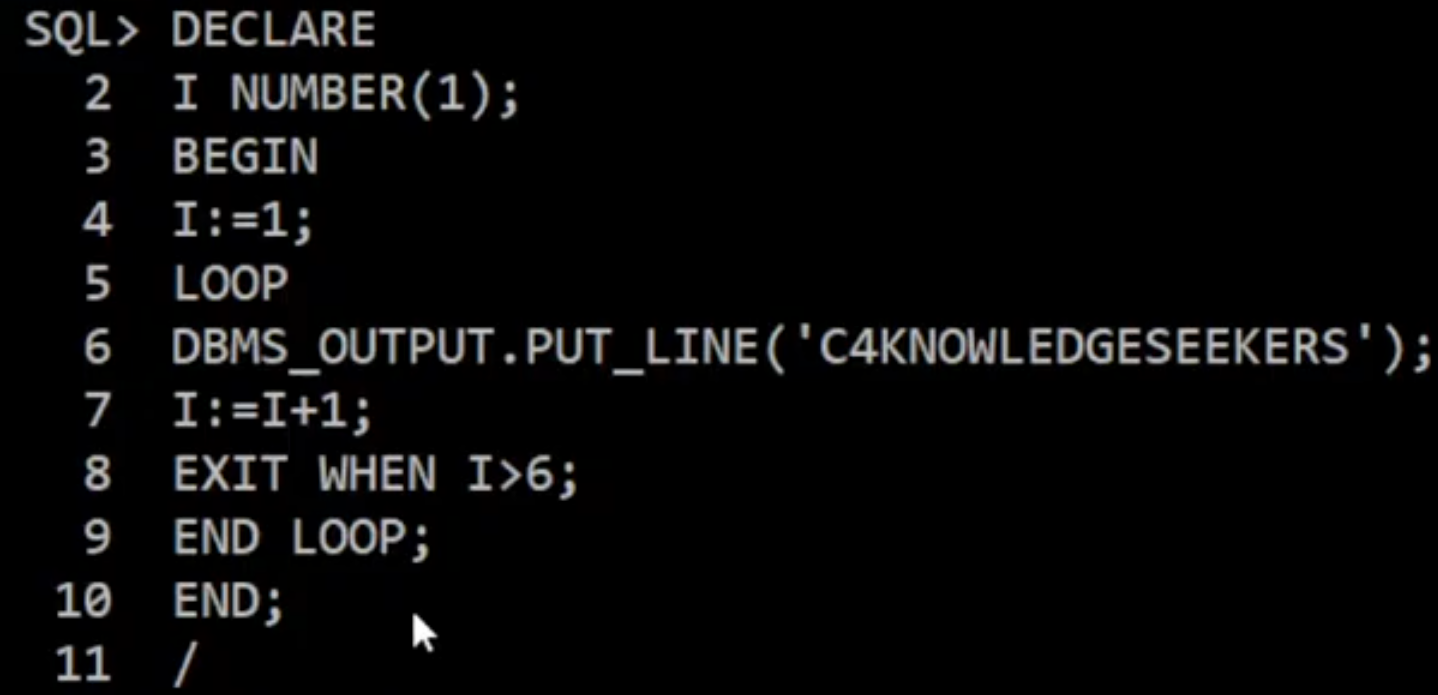 SQL> DECLARE
2 I NUMBER(1);
3 BEGIN
4 I:=1;
5 LOOP
6 DBMS_OUTPUT.PUT_LINE('C4KNOWLEDGESEEKERS');
7 I:=I+1;
8 EXIT WHEN I>6;
9 END LOOP;
10 END;
11 /